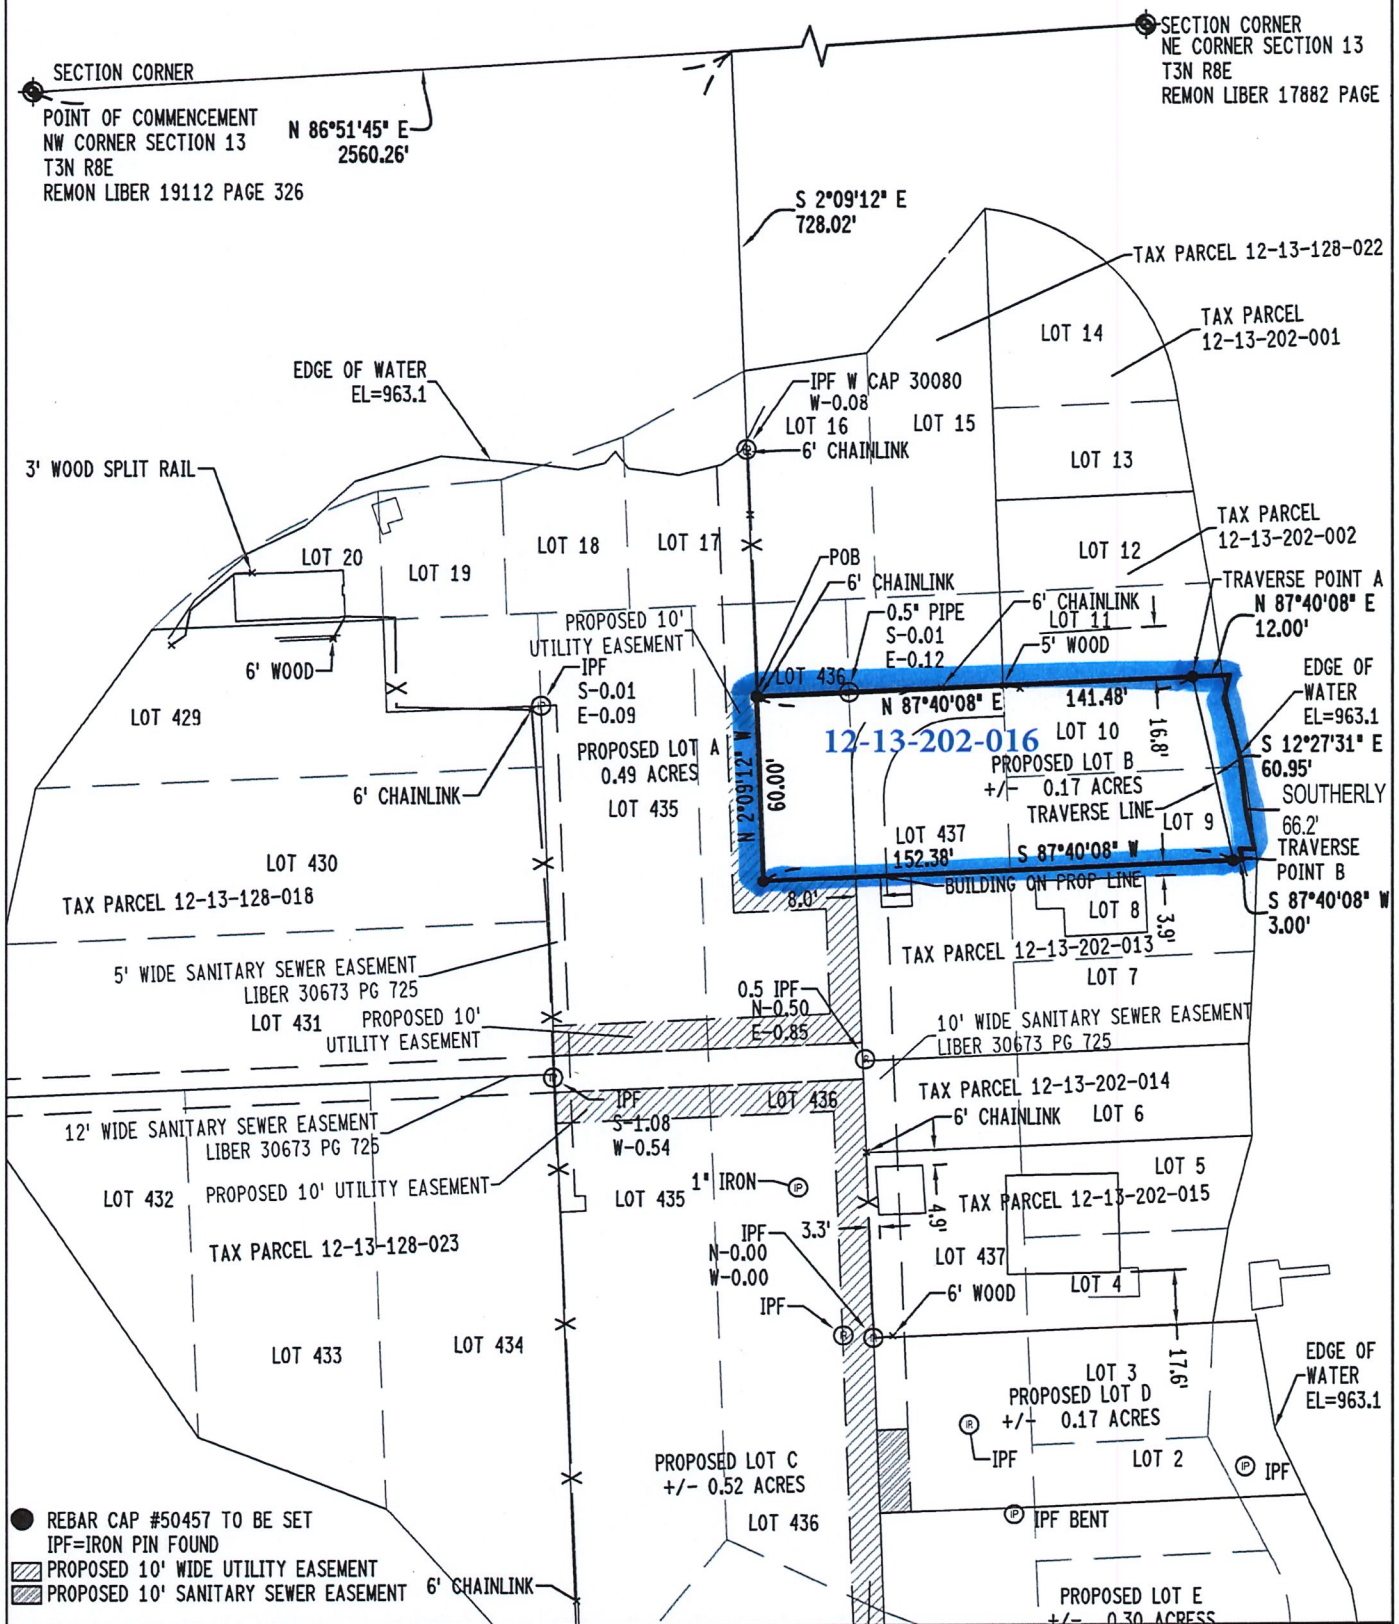 SECTION CORNER
NE CORNER SECTION 13
T3N R8E
REMON LIBER 17882 PAGE
SECTION CORNER
POINT OF COMMENCEMENT
NW CORNER SECTION 13
T3N R8E
REMON LIBER 19112 PAGE 326
N 86°51'45" E
2560.26'
S 2°09'12" E
728.02'
TAX PARCEL 12-13-128-022
LOT 14
TAX PARCEL
12-13-202-001
EDGE OF WATER
EL=963.1
IPF W CAP 30080
W-0.08
LOT 16
LOT 15
6' CHAINLINK
LOT 13
3' WOOD SPLIT RAIL
TAX PARCEL
12-13-202-002
LOT 20
LOT 19
LOT 18
LOT 17
LOT 12
POB
6' CHAINLINK
TRAVERSE POINT A
N 87°40'08" E
12.00'
PROPOSED 10'
UTILITY EASEMENT
0.5" PIPE
S-0.01
E-0.12
6' CHAINLINK
LOT 11
5' WOOD
6' WOOD
IPF
S-0.01
E-0.09
LOT 436
EDGE OF
WATER
EL=963.1
LOT 429
N 87°40'08" E
141.48'
16.8'
LOT 10
12-13-202-016
PROPOSED LOT A
0.49 ACRES
N 2°09'12" W
60.00'
PROPOSED LOT B
+/- 0.17 ACRES
S 12°27'31" E
60.95'
6' CHAINLINK
LOT 435
TRAVERSE LINE
LOT 9
SOUTHERLY
66.2'
LOT 430
LOT 437
152.38'
S 87°40'08" W
TRAVERSE
POINT B
TAX PARCEL 12-13-128-018
BUILDING ON PROP LINE
8.0'
LOT 8
3.9'
S 87°40'08" W
3.00'
TAX PARCEL 12-13-202-013
LOT 7
5' WIDE SANITARY SEWER EASEMENT
LIBER 30673 PG 725
0.5 IPF
N-0.50
E-0.85
LOT 431
PROPOSED 10'
UTILITY EASEMENT
10' WIDE SANITARY SEWER EASEMENT
LIBER 30673 PG 725
TAX PARCEL 12-13-202-014
IPF
S-1.08
W-0.54
LOT 436
6' CHAINLINK
LOT 6
12' WIDE SANITARY SEWER EASEMENT
LIBER 30673 PG 725
LOT 5
LOT 432
PROPOSED 10' UTILITY EASEMENT
LOT 435
1" IRON
IP
TAX PARCEL 12-13-202-015
4.9'
3.3'
TAX PARCEL 12-13-128-023
IPF
N-0.00
W-0.00
LOT 437
LOT 4
6' WOOD
IPF
IR
LOT 433
LOT 434
17.6'
EDGE OF
WATER
EL=963.1
LOT 3
PROPOSED LOT D
+/- 0.17 ACRES
IR
IPF
LOT 2
IP IPF
PROPOSED LOT C
+/- 0.52 ACRES
LOT 436
IP IPF BENT
REBAR CAP #50457 TO BE SET
IPF=IRON PIN FOUND
PROPOSED 10' WIDE UTILITY EASEMENT
PROPOSED 10' SANITARY SEWER EASEMENT
6' CHAINLINK
PROPOSED LOT E
+/- 0.30 ACRESS